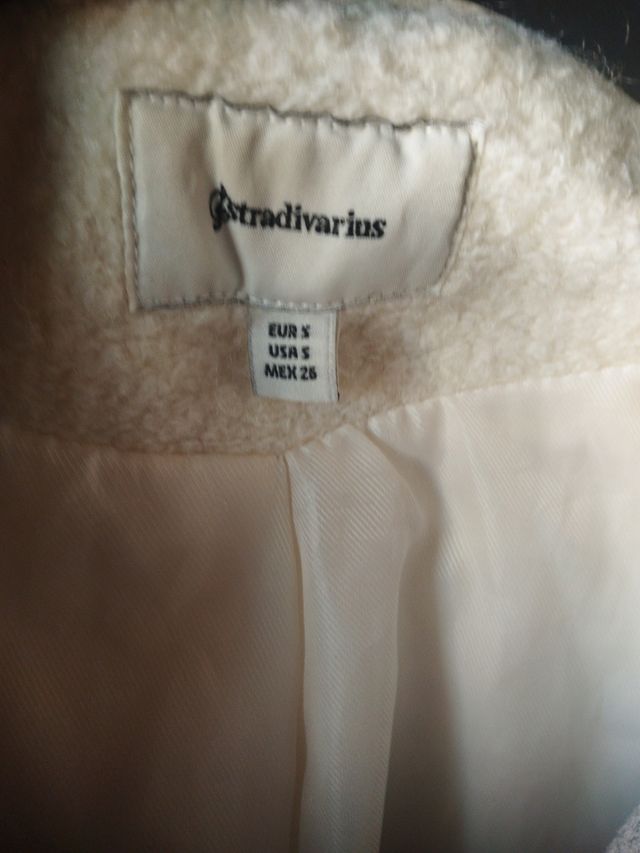 stradivarius
EUR S
USA S
MEX 26